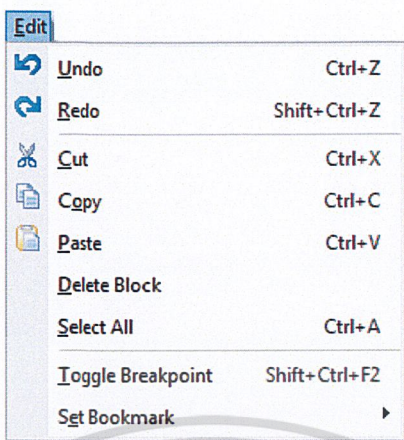 Edit
Undo Ctrl+Z
Redo Shift+Ctrl+Z
Cut Ctrl+X
Copy Ctrl+C
Paste Ctrl+V
Delete Block
Select All Ctrl+A
Toggle Breakpoint Shift+Ctrl+F2
Set Bookmark